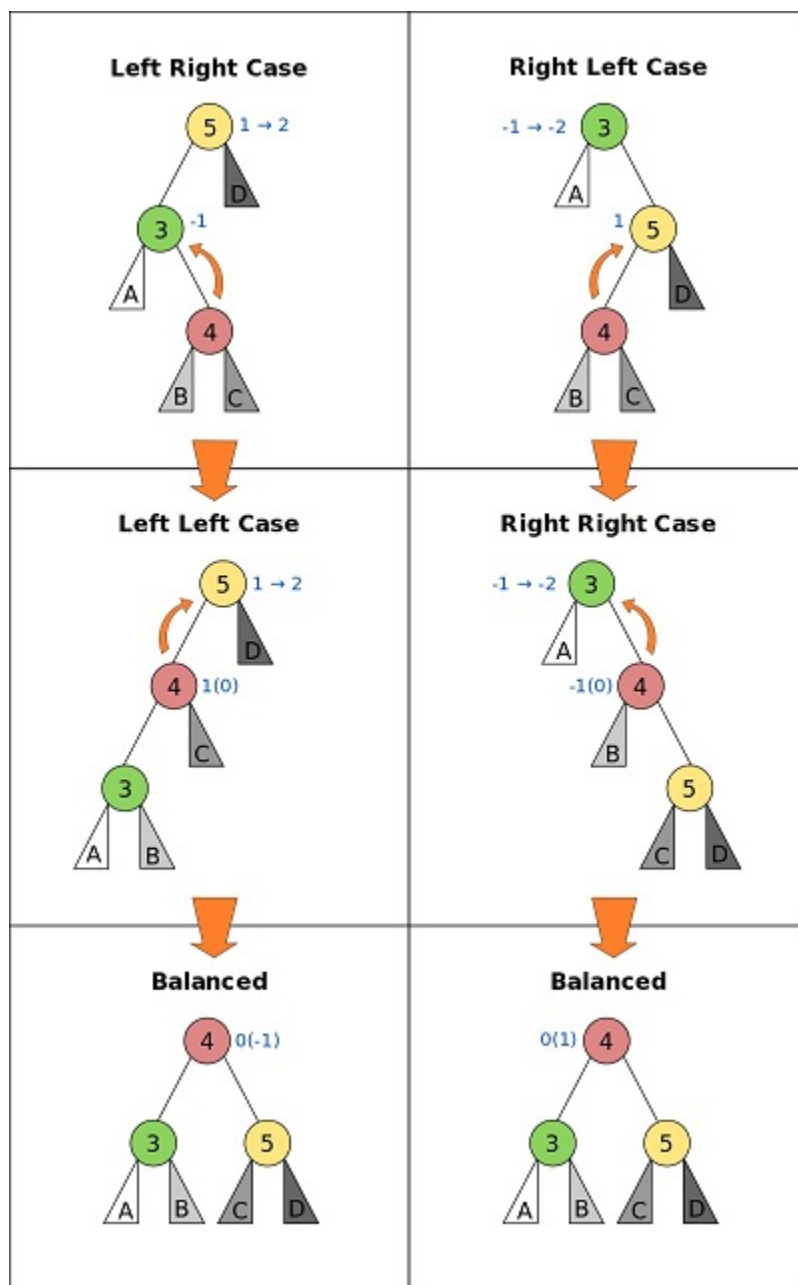 Left Right Case
5 1 → 2
D
3 -1
A
4
B C
Right Left Case
-1 → -2 3
A
1 5
D
4
B C
Left Left Case
5 1 → 2
D
4 1(0)
C
3
A B
Right Right Case
-1 → -2 3
A
-1(0) 4
B
5
C D
Balanced
4 0(-1)
3 5
A B C D
Balanced
0(1) 4
3 5
A B C D